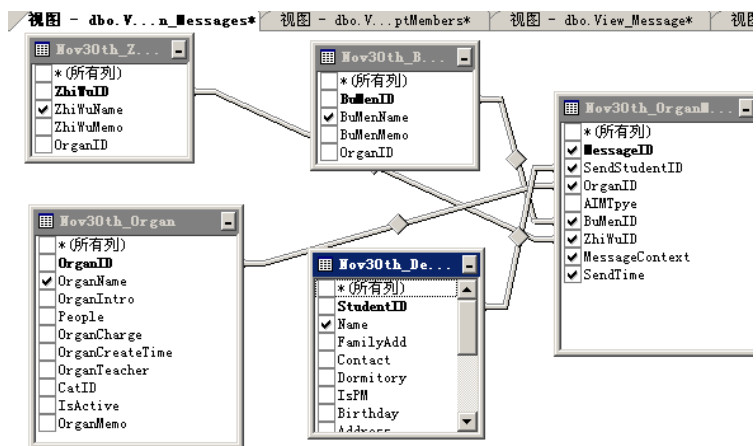 视图 - dbo.V...n_Messages*
视图 - dbo.V...ptMembers*
视图 - dbo.View_Message*
视图
Nov30th_Z...
* (所有列)
ZhiWuID
ZhiWuName
ZhiWuMemo
OrganID
Nov30th_B...
* (所有列)
BuMenID
BuMenName
BuMenMemo
OrganID
Nov30th_OrganM...
* (所有列)
MessageID
SendStudentID
OrganID
AIMTpye
BuMenID
ZhiWuID
MessageContext
SendTime
Nov30th_Organ
* (所有列)
OrganID
OrganName
OrganIntro
People
OrganCharge
OrganCreateTime
OrganTeacher
CatID
IsActive
OrganMemo
Nov30th_De...
* (所有列)
StudentID
Name
FamilyAdd
Contact
Dormitory
IsPM
Birthday
Address